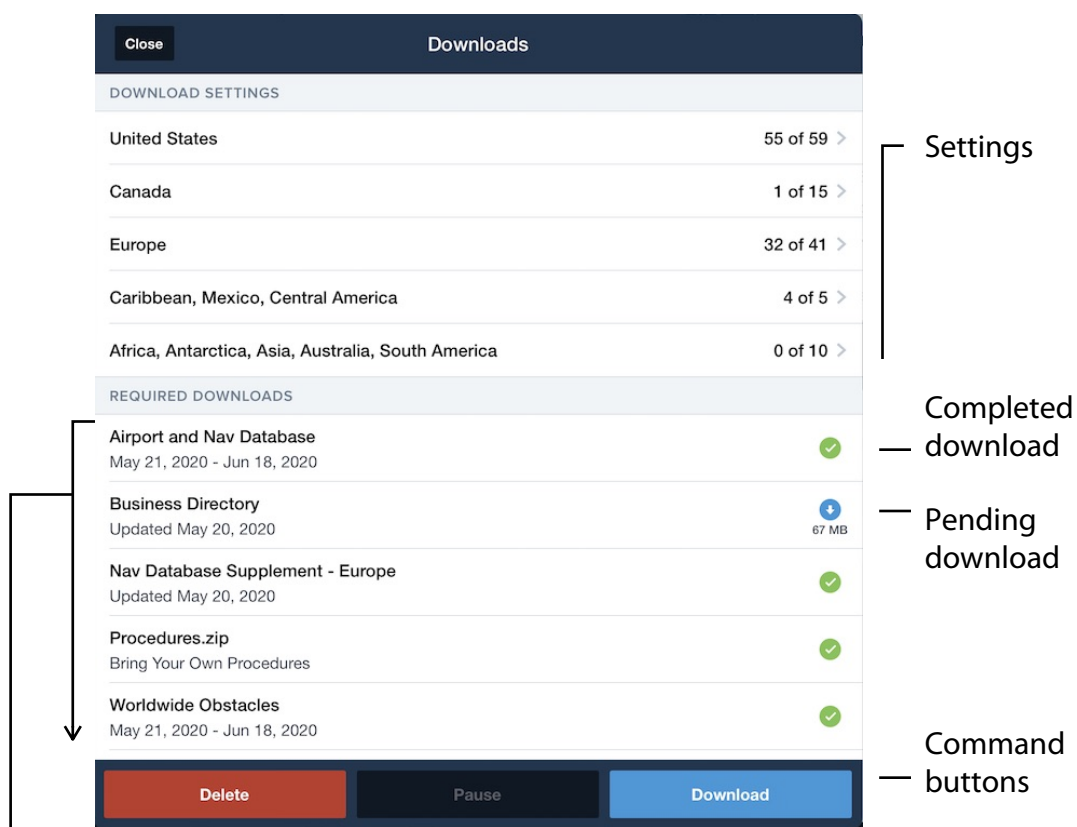 Close
Downloads
DOWNLOAD SETTINGS
United States
55 of 59
Canada
1 of 15
Europe
32 of 41
Caribbean, Mexico, Central America
4 of 5
Africa, Antarctica, Asia, Australia, South America
0 of 10
Settings
REQUIRED DOWNLOADS
Airport and Nav Database
May 21, 2020 - Jun 18, 2020
Completed
download
Business Directory
Updated May 20, 2020
67 MB
Pending
download
Nav Database Supplement - Europe
Updated May 20, 2020
Procedures.zip
Bring Your Own Procedures
Worldwide Obstacles
May 21, 2020 - Jun 18, 2020
Delete
Pause
Download
Command
buttons